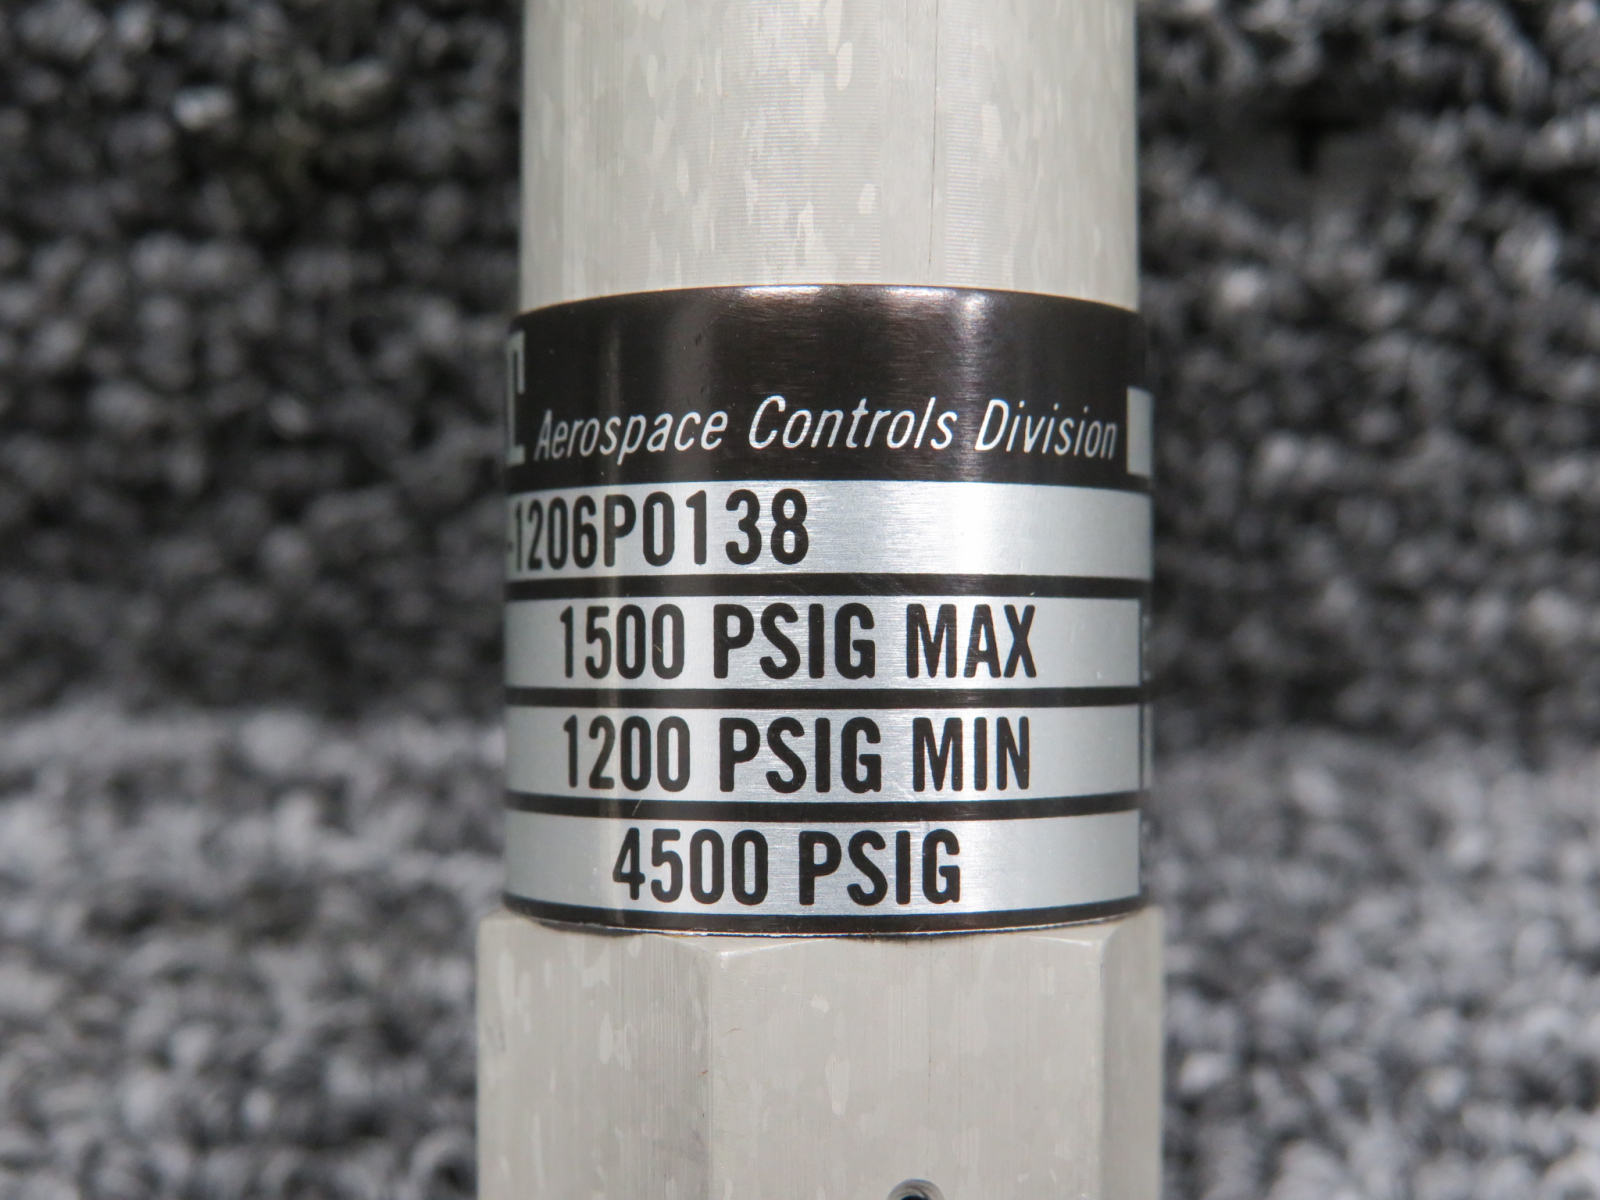 Aerospace Controls Division
-1206P0138
1500 PSIG MAX
1200 PSIG MIN
4500 PSIG